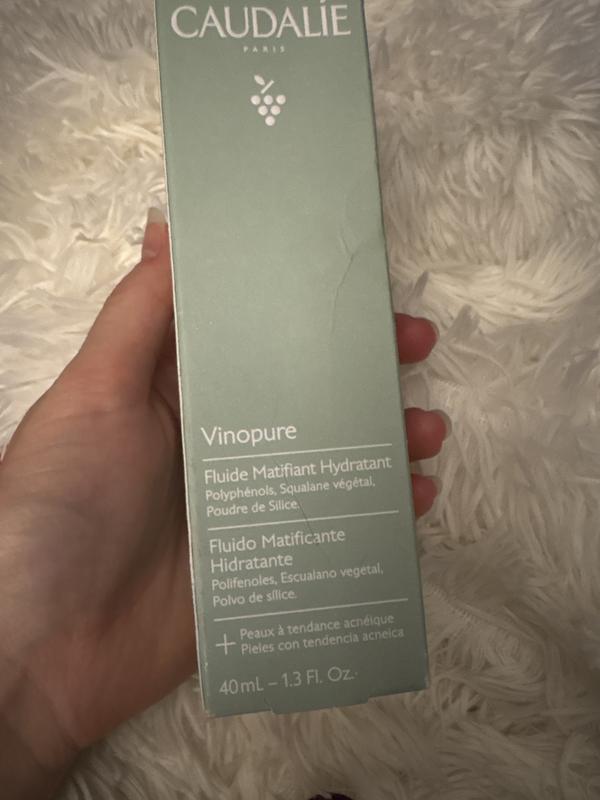 CAUDALÍE
PARIS
Vinopure
Fluide Matifiant Hydratant
Polyphénols, Squalane végétal,
Poudre de Silice.
Fluido Matificante
Hidratante
Polifenoles, Escualano vegetal,
Polvo de sílice.
+ Peaux à tendance acnéique
Pieles con tendencia acneica
40mL – 1.3 Fl. Oz.